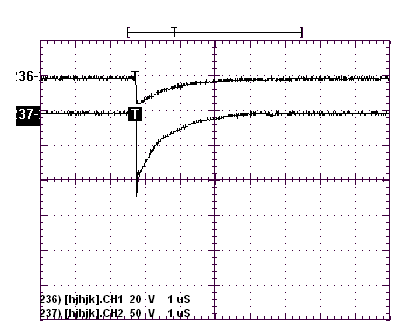 236-
T
237-
T
236) [hjhjk].CH1 20 V 1 uS
237) [hjhjk].CH2 50 V 1 uS